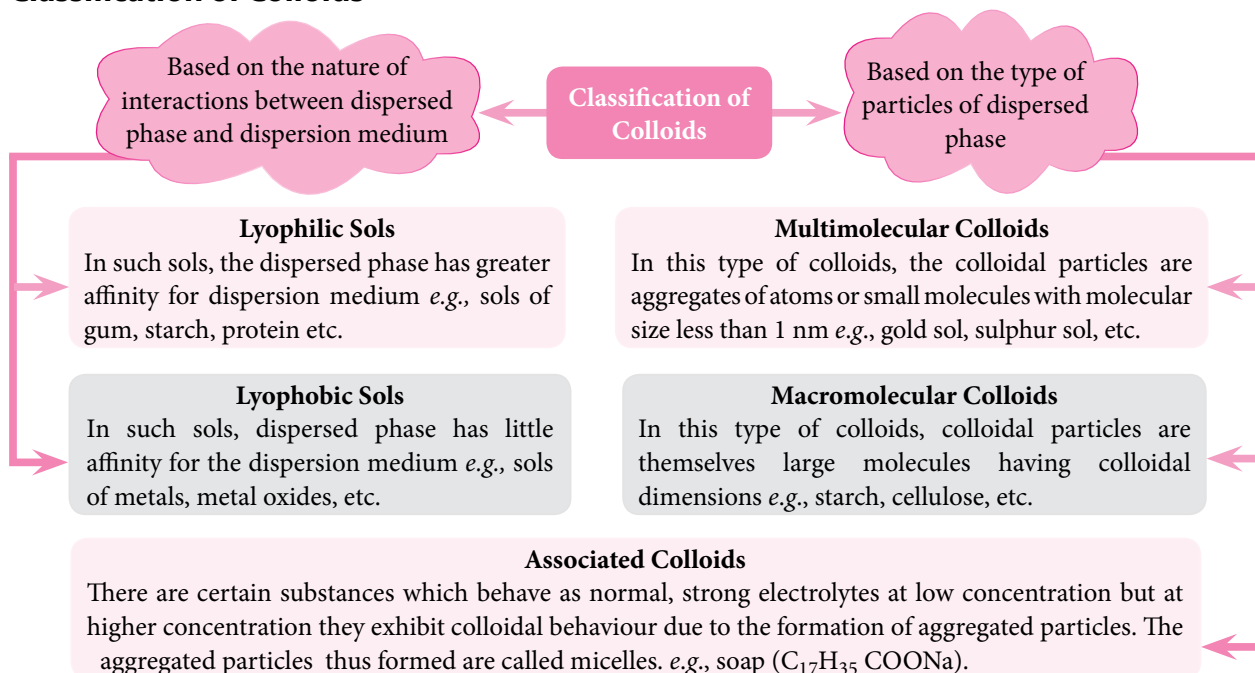 Classification of Colloids
Based on the nature of
interactions between dispersed
phase and dispersion medium
Classification of
Colloids
Based on the type of
particles of dispersed
phase
Lyophilic Sols
In such sols, the dispersed phase has greater
affinity for dispersion medium e.g., sols of
gum, starch, protein etc.
Multimolecular Colloids
In this type of colloids, the colloidal particles are
aggregates of atoms or small molecules with molecular
size less than 1 nm e.g., gold sol, sulphur sol, etc.
Lyophobic Sols
In such sols, dispersed phase has little
affinity for the dispersion medium e.g., sols
of metals, metal oxides, etc.
Macromolecular Colloids
In this type of colloids, colloidal particles are
themselves large molecules having colloidal
dimensions e.g., starch, cellulose, etc.
Associated Colloids
There are certain substances which behave as normal, strong electrolytes at low concentration but at
higher concentration they exhibit colloidal behaviour due to the formation of aggregated particles. The
aggregated particles thus formed are called micelles. e.g., soap (C₁₇H₃₅ COONa).